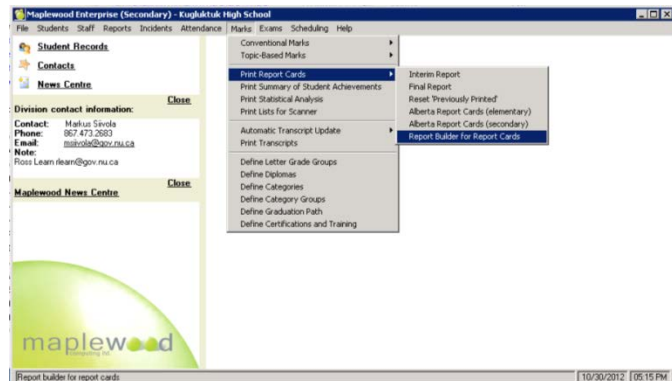 Maplewood Enterprise (Secondary) - Kugluktuk High School
File Students Staff Reports Incidents Attendance Marks Exams Scheduling Help
Student Records
Contacts
News Centre
Close
Division contact information:
Contact: Markus Siivola
Phone: 867.473.2683
Email: msiivola@gov.nu.ca
Note:
Ross Learn rlearn@gov.nu.ca
Close
Maplewood News Centre
Conventional Marks
Topic-Based Marks
Print Report Cards
Print Summary of Student Achievements
Print Statistical Analysis
Print Lists for Scanner
Automatic Transcript Update
Print Transcripts
Define Letter Grade Groups
Define Diplomas
Define Categories
Define Category Groups
Define Graduation Path
Define Certifications and Training
Interim Report
Final Report
Reset 'Previously Printed'
Alberta Report Cards (elementary)
Alberta Report Cards (secondary)
Report Builder for Report Cards
maplewood
Computing ltd.
Report builder for report cards
10/30/2012 05:15 PM